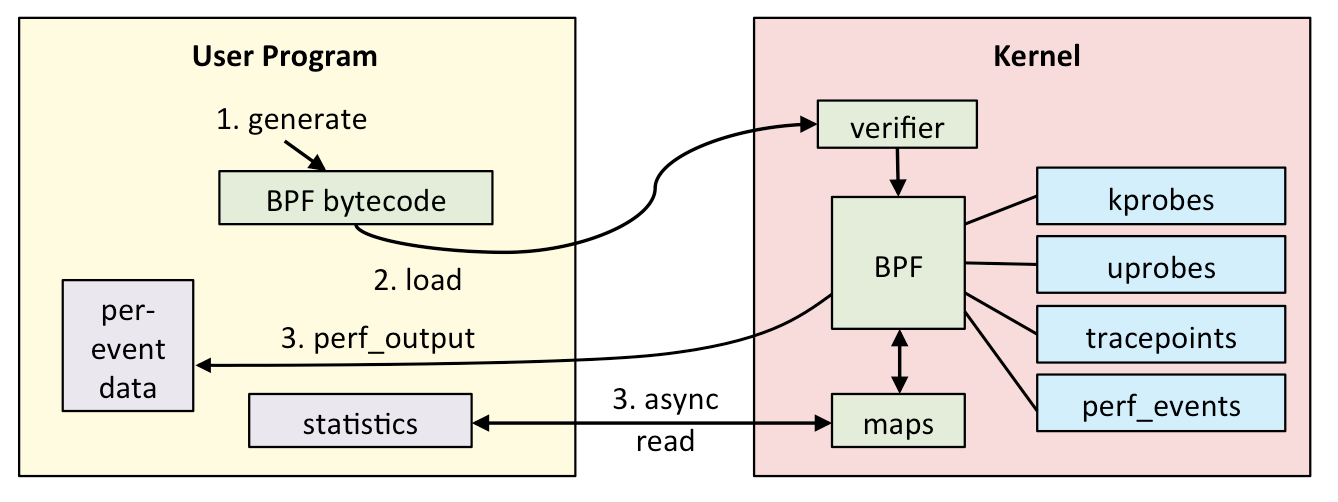 User Program
1. generate
BPF bytecode
2. load
per-
event
data
3. perf_output
statistics
3. async
read
Kernel
verifier
BPF
maps
kprobes
uprobes
tracepoints
perf_events